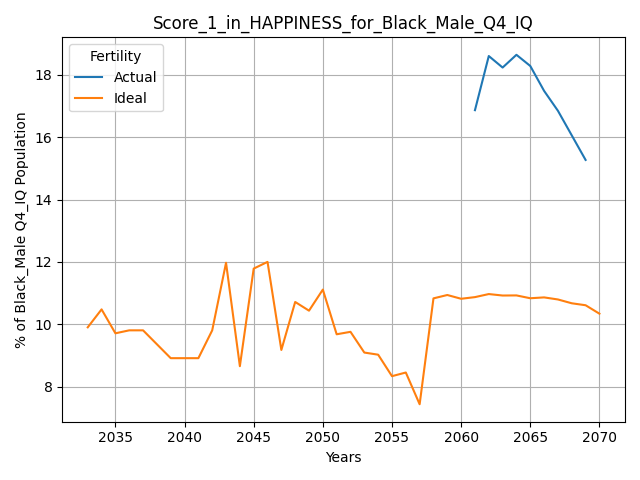 Score_1_in_HAPPINESS_for_Black_Male_Q4_IQ
Fertility
Actual
Ideal
% of Black_Male Q4_IQ Population
18
16
14
12
10
8
2035 2040 2045 2050 2055 2060 2065 2070
Years